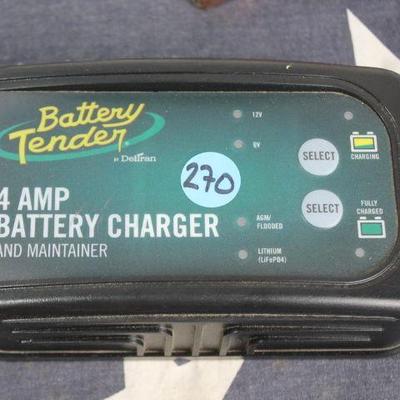 Battery
Tender
BY Deltran
4 AMP
BATTERY CHARGER
AND MAINTAINER
270
12V
6V
SELECT
CHARGING
SELECT
AGM/
FLOODED
FULLY
CHARGED
LITHIUM
(LiFePO4)